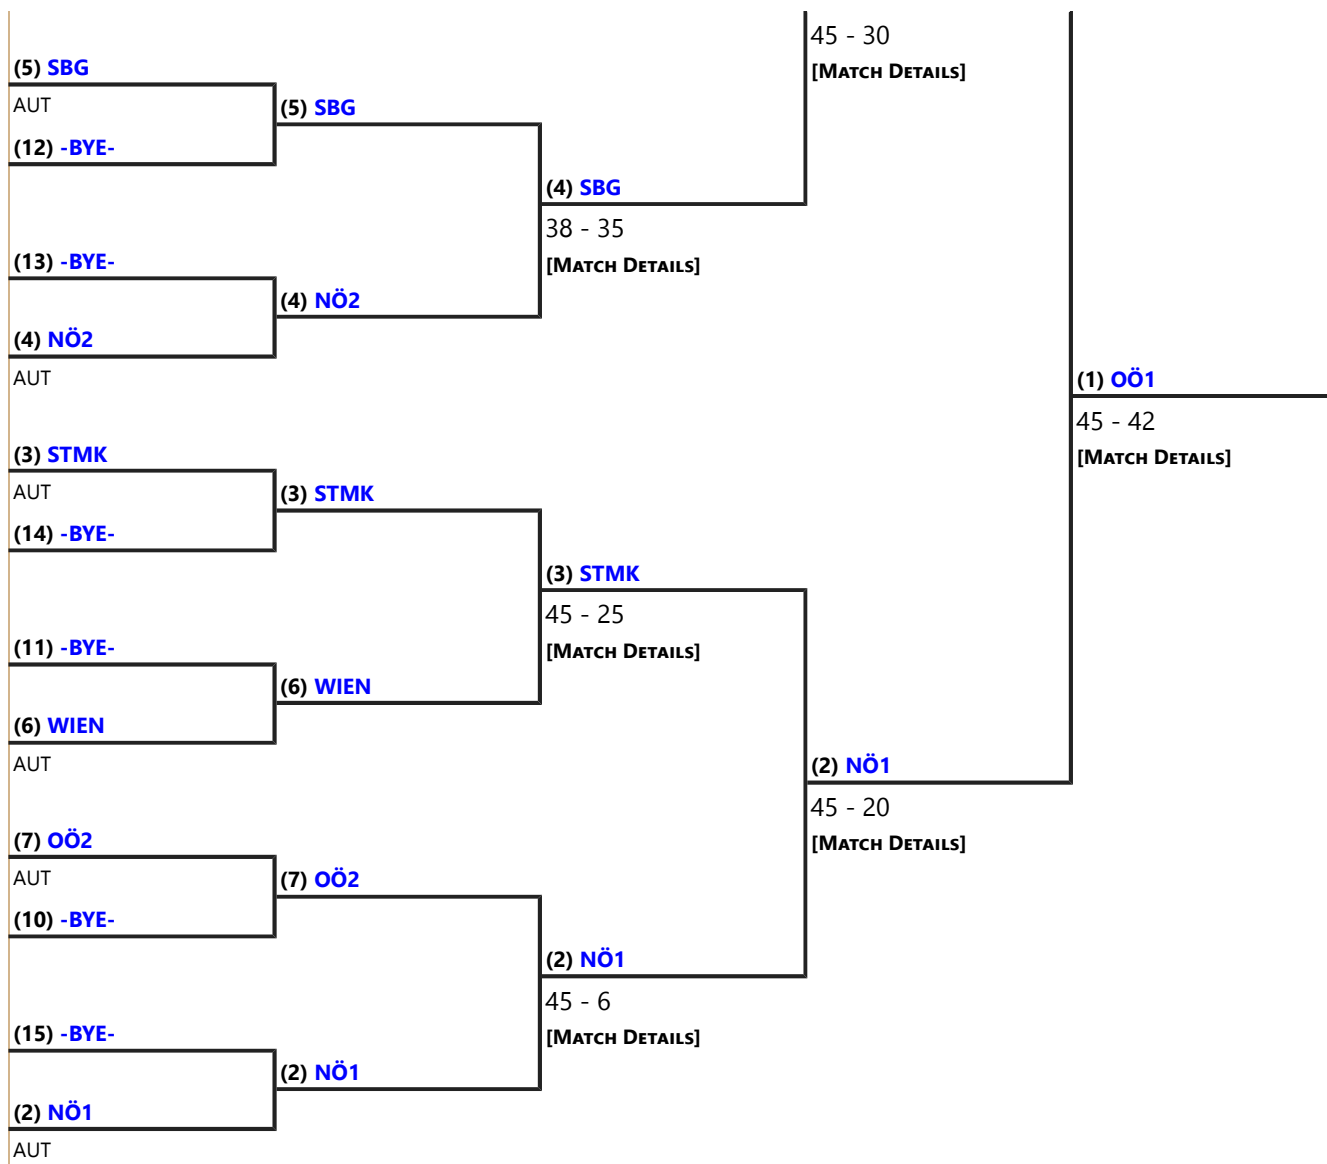 45 - 30
[Match Details]
(5) SBG
AUT
(5) SBG
(12) -BYE-
(4) SBG
38 - 35
[Match Details]
(13) -BYE-
(4) NÖ2
(4) NÖ2
AUT
(1) OÖ1
45 - 42
[Match Details]
(3) STMK
AUT
(3) STMK
(14) -BYE-
(3) STMK
45 - 25
[Match Details]
(11) -BYE-
(6) WIEN
(6) WIEN
AUT
(2) NÖ1
45 - 20
[Match Details]
(7) OÖ2
AUT
(7) OÖ2
(10) -BYE-
(2) NÖ1
45 - 6
[Match Details]
(15) -BYE-
(2) NÖ1
(2) NÖ1
AUT